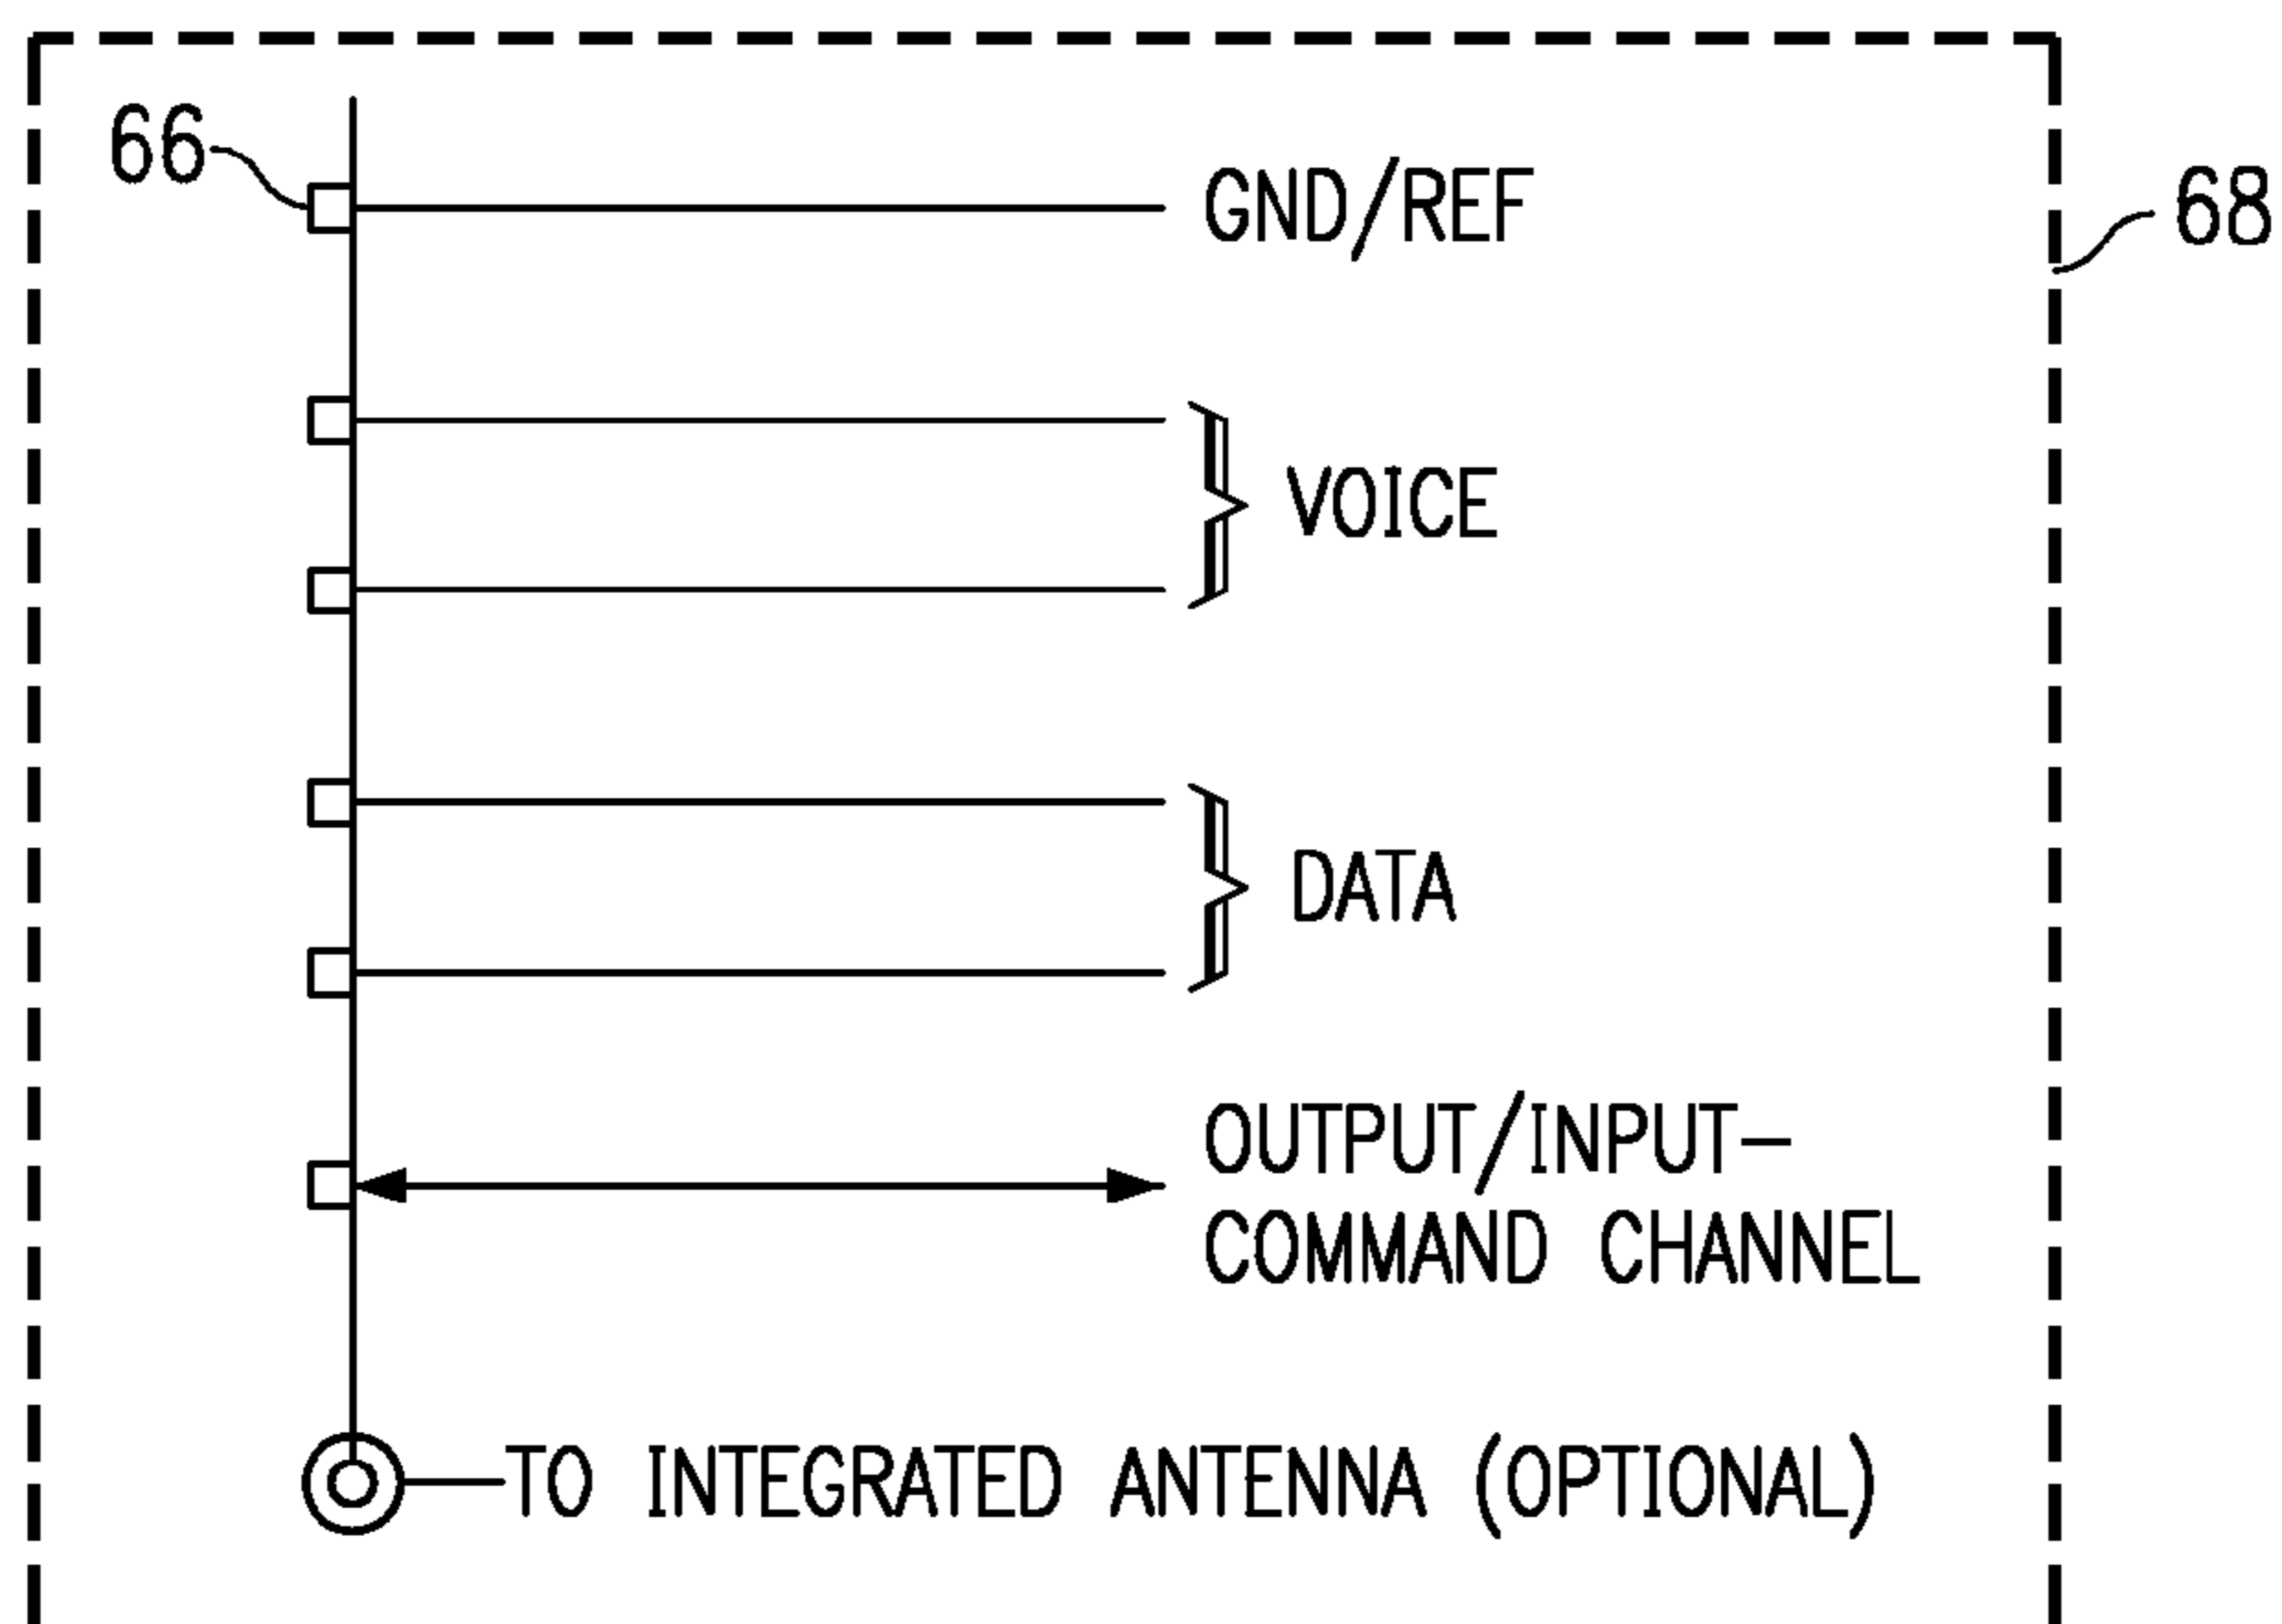 66
GND/REF
68
VOICE
DATA
OUTPUT/INPUT-
COMMAND CHANNEL
TO INTEGRATED ANTENNA (OPTIONAL)